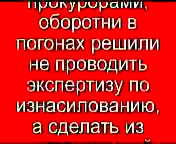 прокурорами,
оборотни в
погонах решили
не проводить
экспертизу по
изнасилованию,
а сделать из